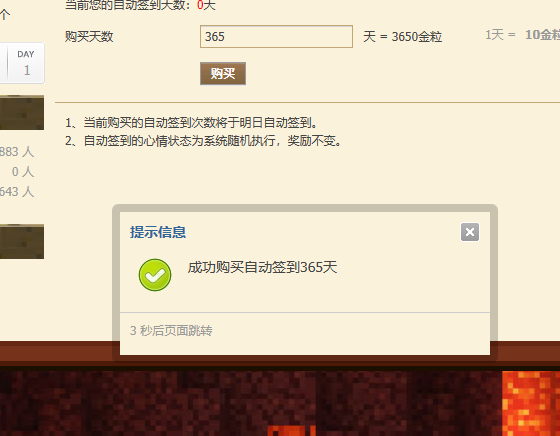 当前您的自动签到天数：0天
个
购买天数 365 天 = 3650金粒 1天 = 10金粒
DAY
1
购买
1、当前购买的自动签到次数将于明日自动签到。
2、自动签到的心情状态为系统随机执行，奖励不变。
883 人
0 人
643 人
提示信息
成功购买自动签到365天
3 秒后页面跳转